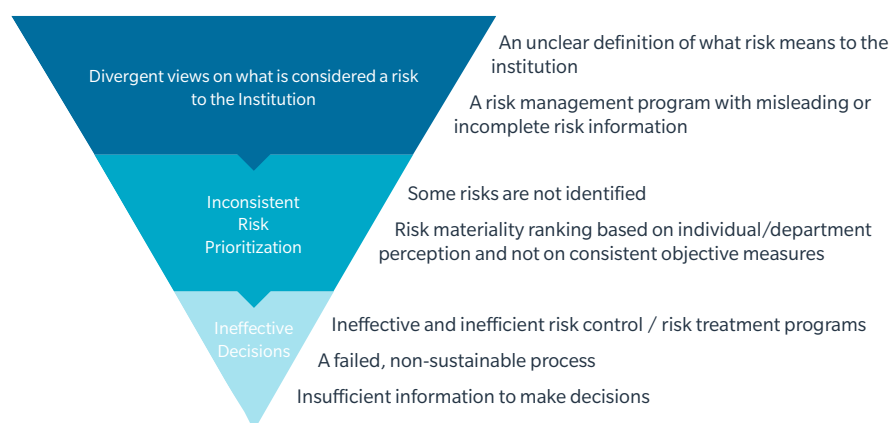 Divergent views on what is considered a risk
to the Institution
An unclear definition of what risk means to the
institution
A risk management program with misleading or
incomplete risk information
Inconsistent
Risk
Prioritization
Some risks are not identified
Risk materiality ranking based on individual/department
perception and not on consistent objective measures
Ineffective
Decisions
Ineffective and inefficient risk control / risk treatment programs
A failed, non-sustainable process
Insufficient information to make decisions